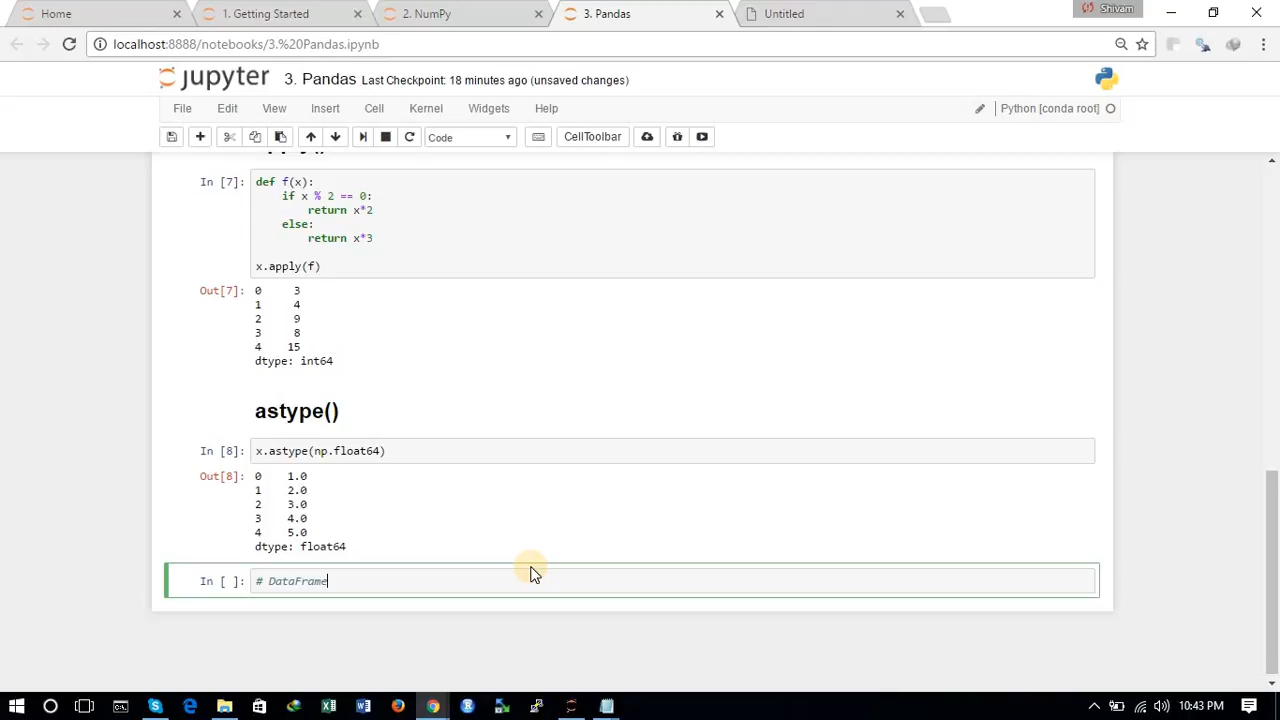 Home
1. Getting Started
2. NumPy
3. Pandas
Untitled
Shivam
localhost:8888/notebooks/3.%20Pandas.ipynb
jupyter 3. Pandas Last Checkpoint: 18 minutes ago (unsaved changes)
File Edit View Insert Cell Kernel Widgets Help
Python [conda root]
Code
CellToolbar
In [7]: def f(x):
if x % 2 == 0:
return x*2
else:
return x*3
x.apply(f)
Out[7]: 0 3
1 4
2 9
3 8
4 15
dtype: int64
astype()
In [8]: x.astype(np.float64)
Out[8]: 0 1.0
1 2.0
2 3.0
3 4.0
4 5.0
dtype: float64
In [ ]: # DataFrame
10:43 PM